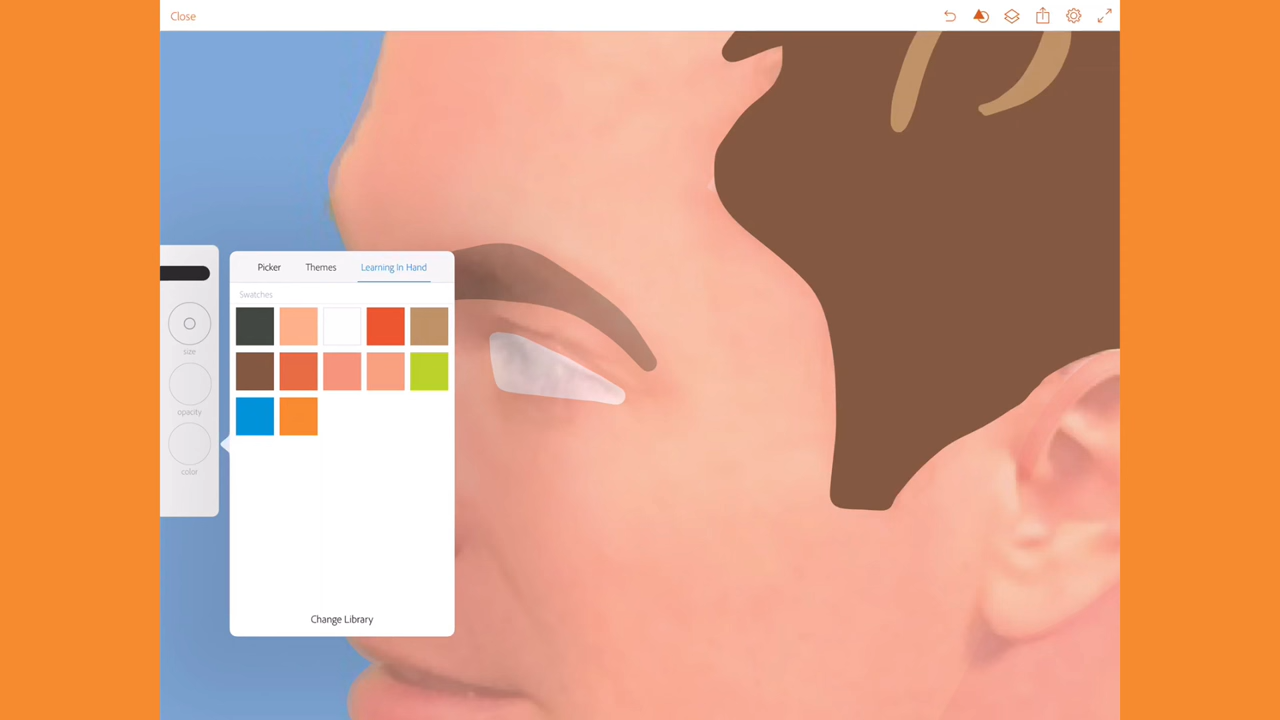 Close
Picker Themes Learning In Hand
Swatches
size
opacity
color
Change Library